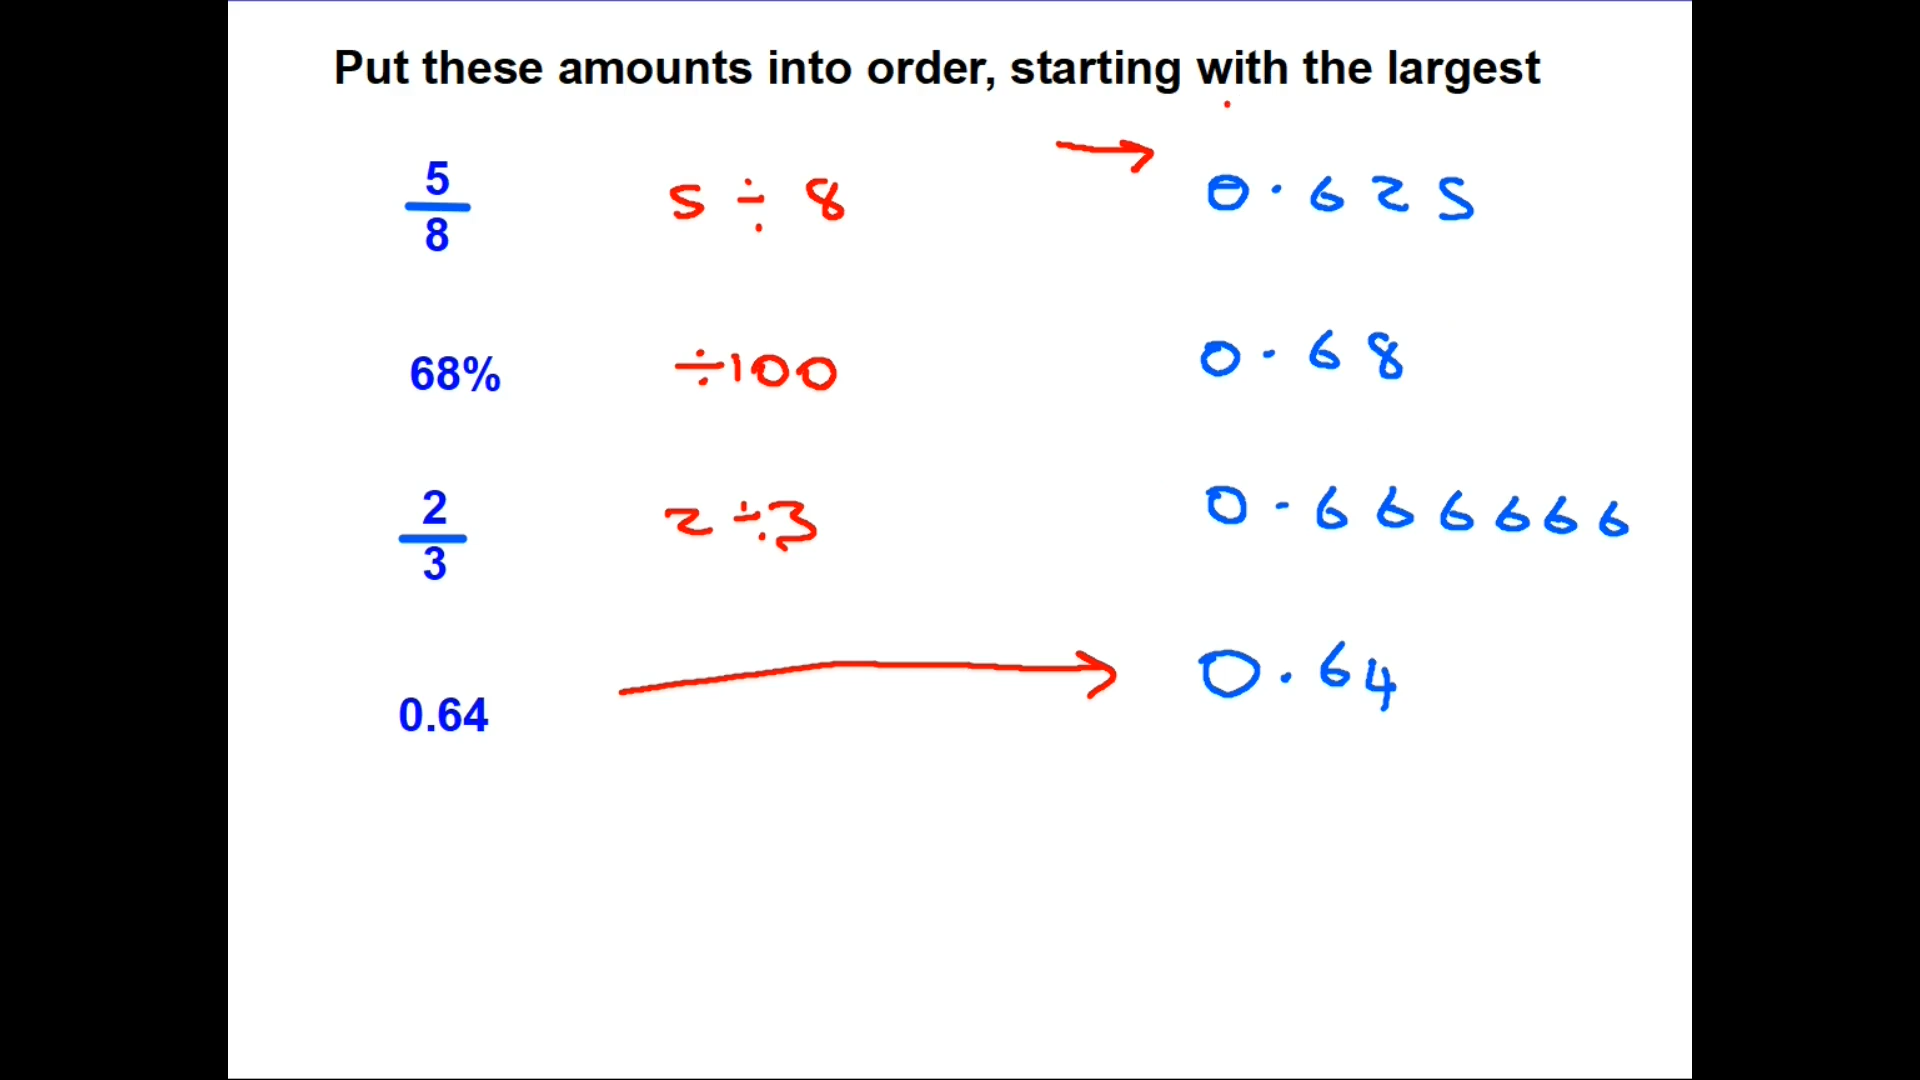 Put these amounts into order, starting with the largest
5/8 5 ÷ 8 → 0.625
68% ÷100 0.68
2/3 2 ÷ 3 0.666666
0.64 → 0.64